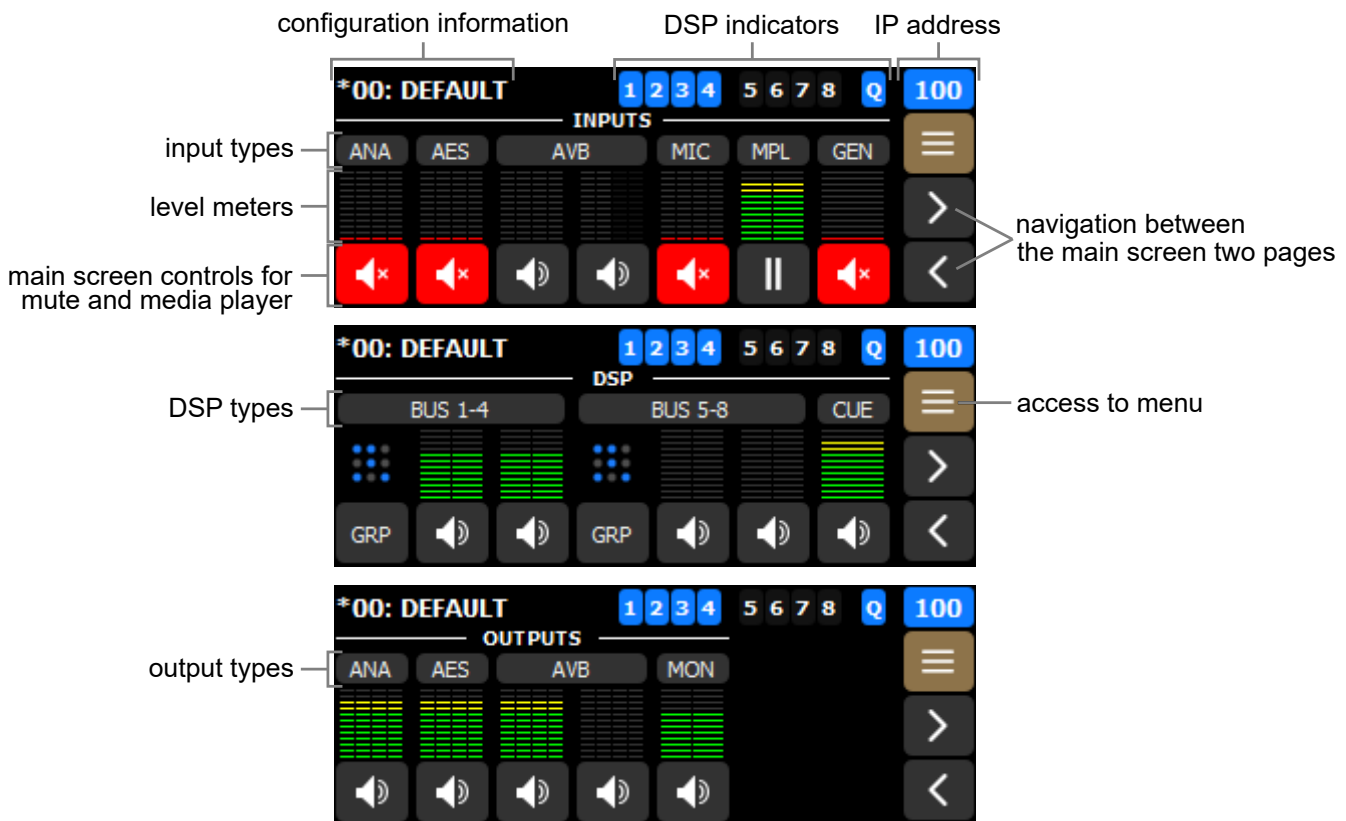 configuration information DSP indicators IP address
*00: DEFAULT 1 2 3 4 5 6 7 8 Q 100
INPUTS
input types ANA AES AVB MIC MPL GEN
level meters
navigation between
the main screen two pages
main screen controls for
mute and media player
*00: DEFAULT 1 2 3 4 5 6 7 8 Q 100
DSP
DSP types BUS 1-4 BUS 5-8 CUE access to menu
GRP GRP
*00: DEFAULT 1 2 3 4 5 6 7 8 Q 100
OUTPUTS
output types ANA AES AVB MON